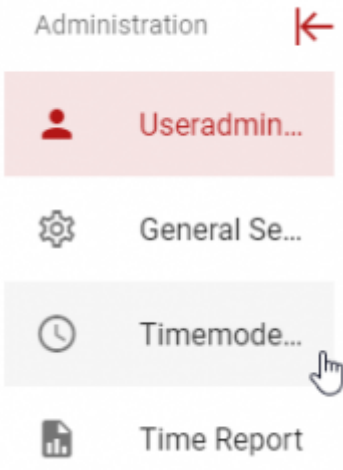 Administration
Useradmin...
General Se...
Timemode...
Time Report